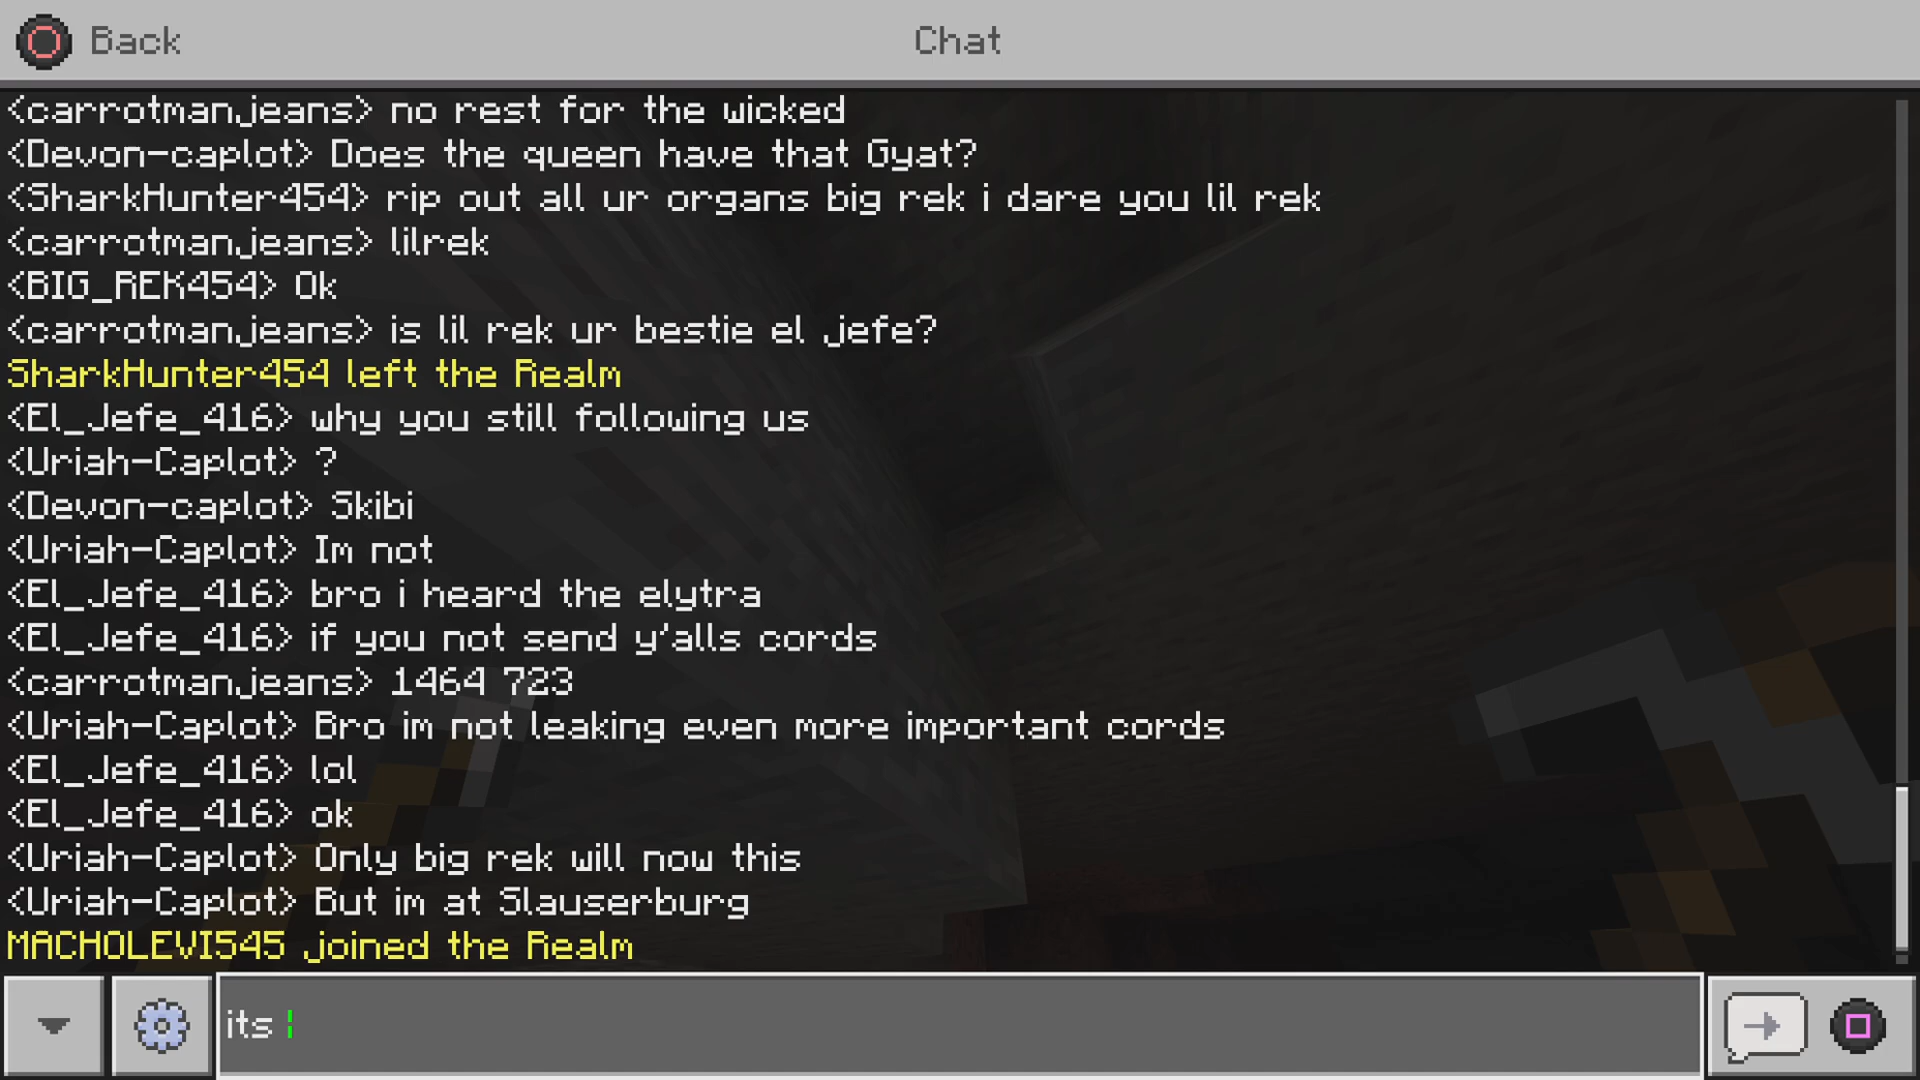 Back
Chat
<carrotmanjeans> no rest for the wicked
<Devon-caplot> Does the queen have that Gyat?
<SharkHunter454> rip out all ur organs big rek i dare you lil rek
<carrotmanjeans> lilrek
<BIG_REK454> Ok
<carrotmanjeans> is lil rek ur bestie el jefe?
SharkHunter454 left the Realm
<El_Jefe_416> why you still following us
<Uriah-Caplot> ?
<Devon-caplot> Skibi
<Uriah-Caplot> Im not
<El_Jefe_416> bro i heard the elytra
<El_Jefe_416> if you not send y'alls cords
<carrotmanjeans> 1464 723
<Uriah-Caplot> Bro im not leaking even more important cords
<El_Jefe_416> lol
<El_Jefe_416> ok
<Uriah-Caplot> Only big rek will now this
<Uriah-Caplot> But im at Slauserburg
MACHOLEVI545 joined the Realm
its